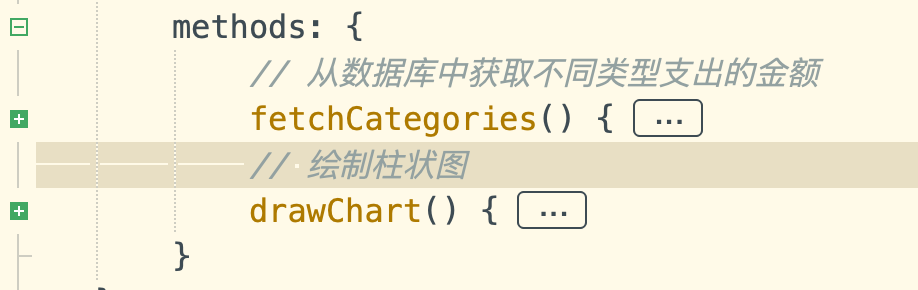 methods: {
// 从数据库中获取不同类型支出的金额
fetchCategories() { ...
// 绘制柱状图
drawChart() { ...
}